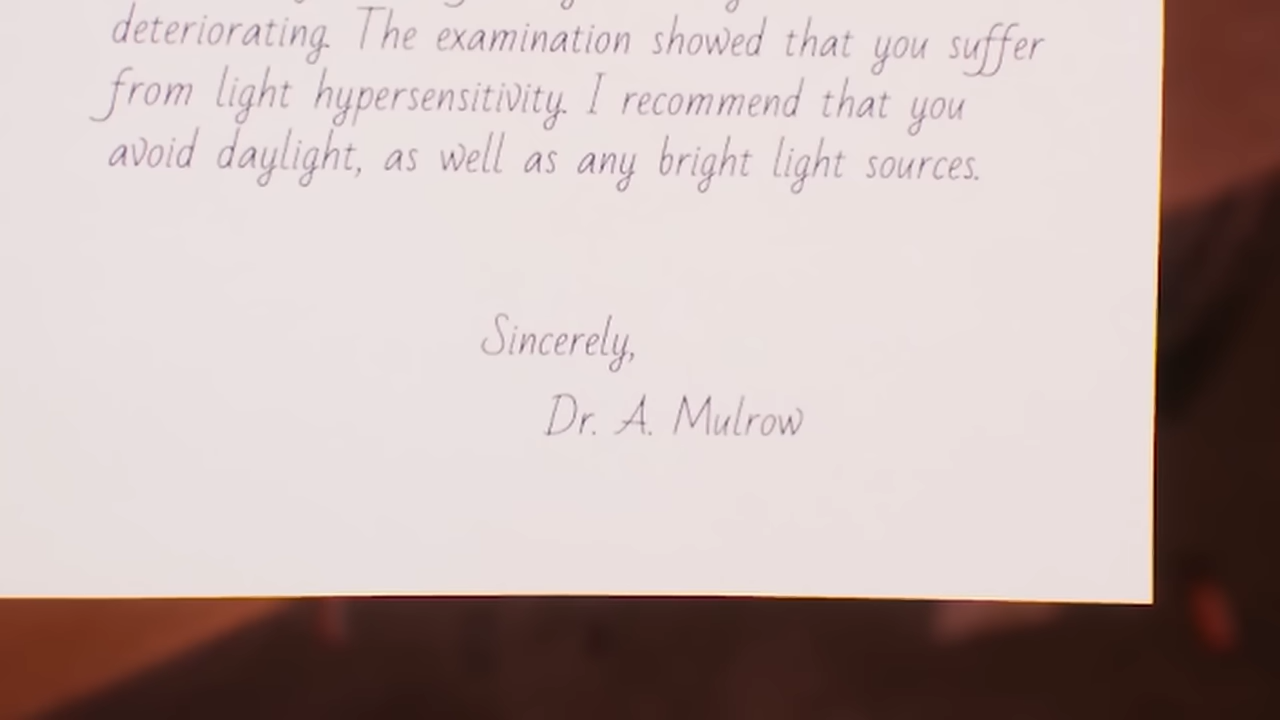 deteriorating. The examination showed that you suffer
from light hypersensitivity. I recommend that you
avoid daylight, as well as any bright light sources.
Sincerely,
Dr. A. Mulrow